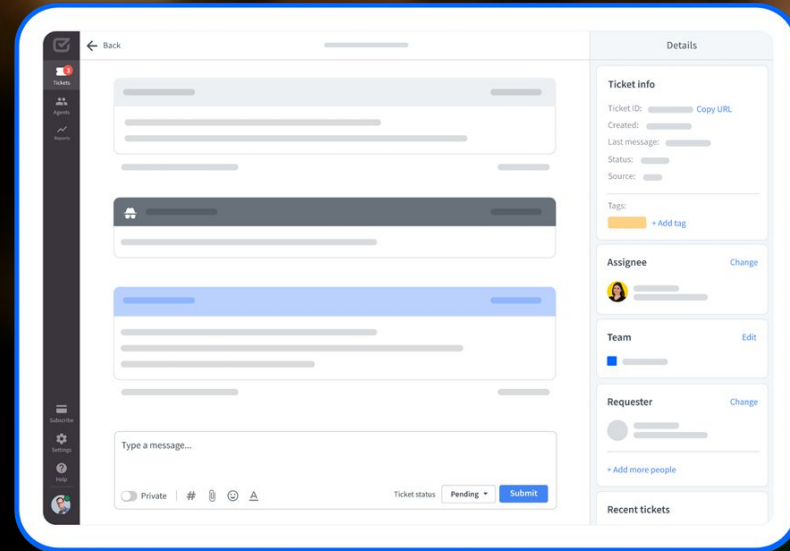 Back
Details
3
Tickets
Agents
Reports
Ticket info
Ticket ID:
Copy URL
Created:
Last message:
Status:
Source:
Tags:
+ Add tag
Assignee
Change
Team
Edit
Requester
Change
+ Add more people
Recent tickets
Subscribe
Settings
Help
Type a message...
Private
#
A
Ticket status
Pending
Submit